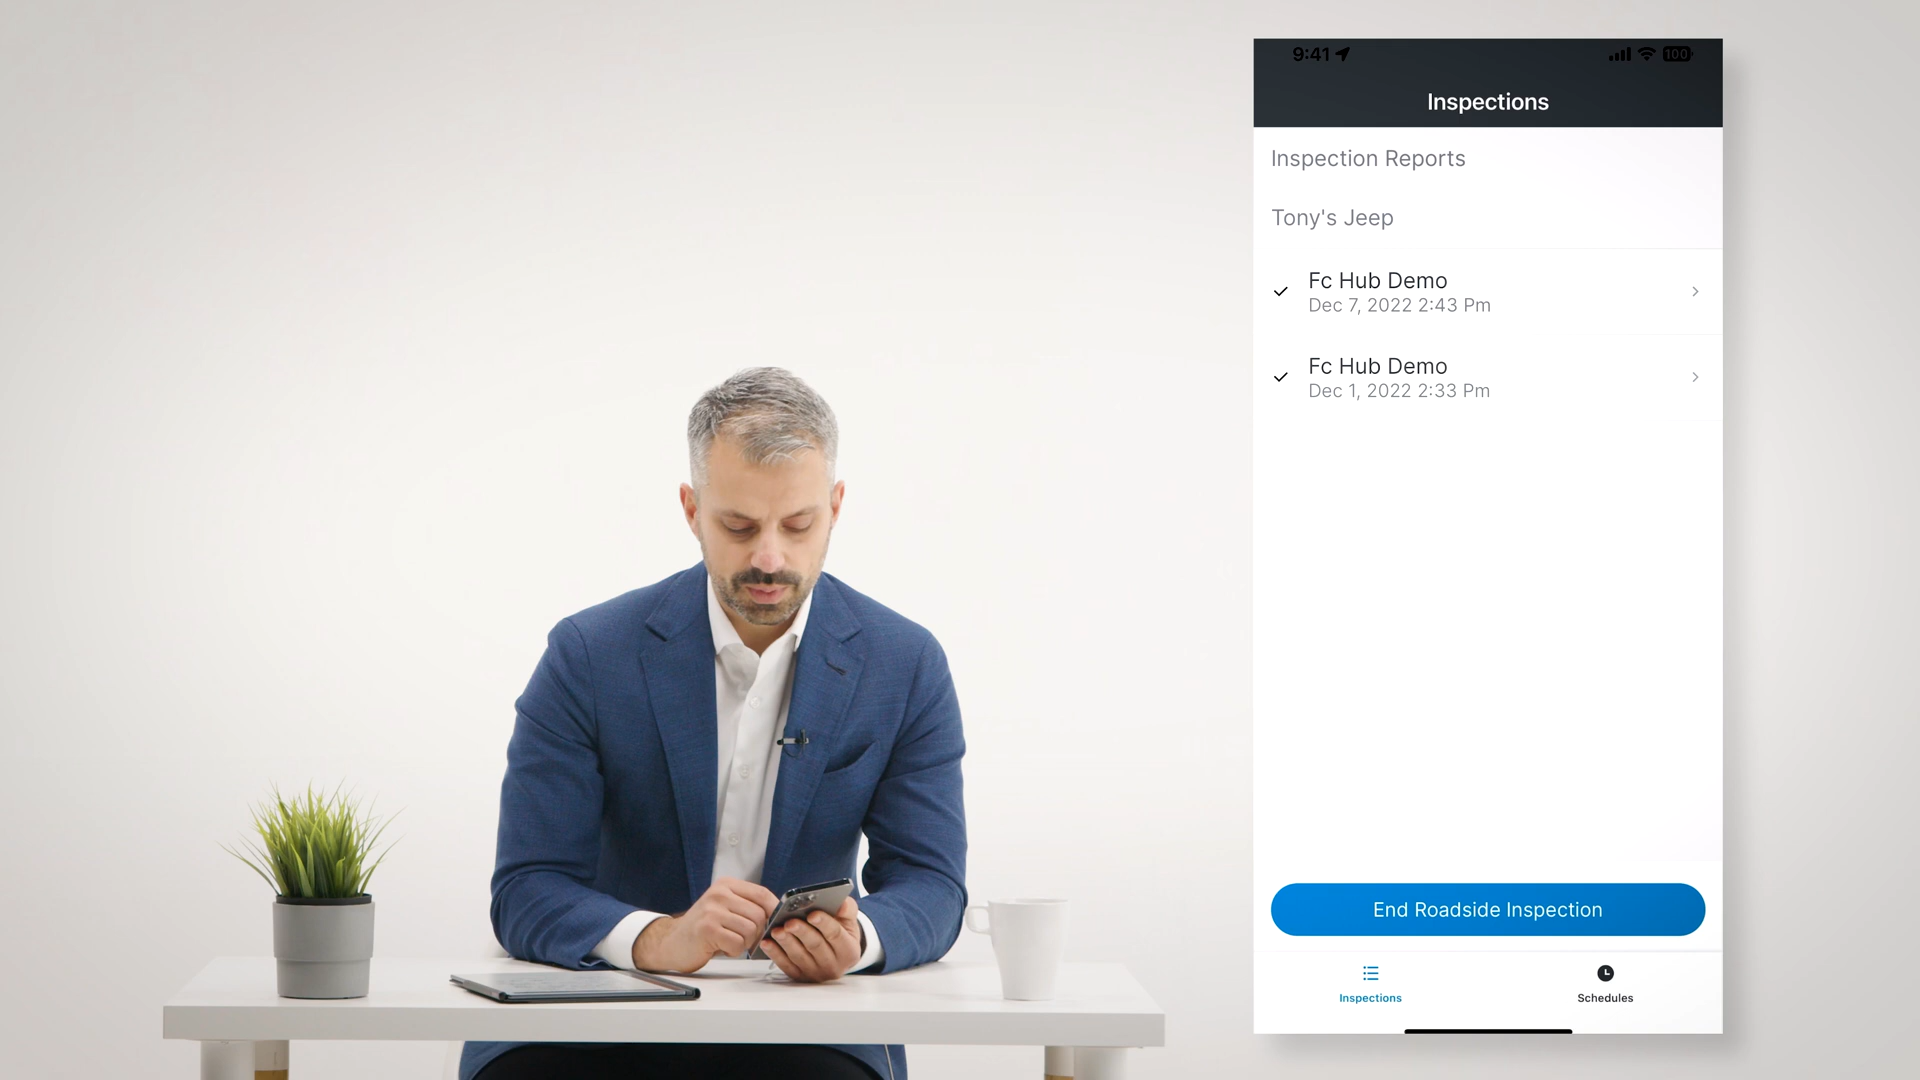 9:41
100
Inspections
Inspection Reports
Tony's Jeep
Fc Hub Demo
Dec 7, 2022 2:43 Pm
Fc Hub Demo
Dec 1, 2022 2:33 Pm
End Roadside Inspection
Inspections
Schedules